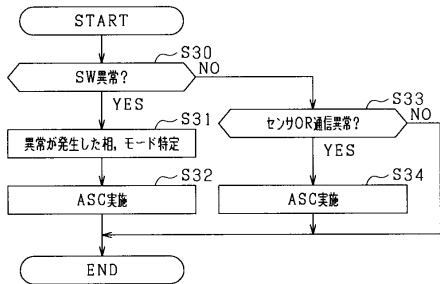 START
S30
SW異常?
NO
YES
S31
異常が発生した相，モード特定
S32
ASC実施
S33
センサOR通信異常?
NO
YES
S34
ASC実施
END